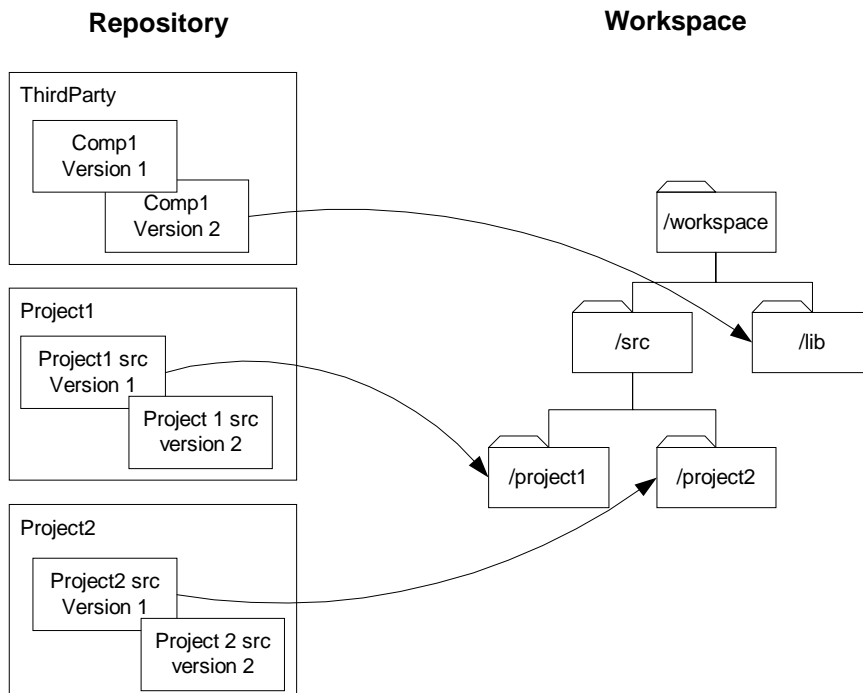 Repository
Workspace
ThirdParty
Comp1
Version 1
Comp1
Version 2
Project1
Project1 src
Version 1
Project 1 src
version 2
Project2
Project2 src
Version 1
Project 2 src
version 2
/workspace
/src
/lib
/project1
/project2